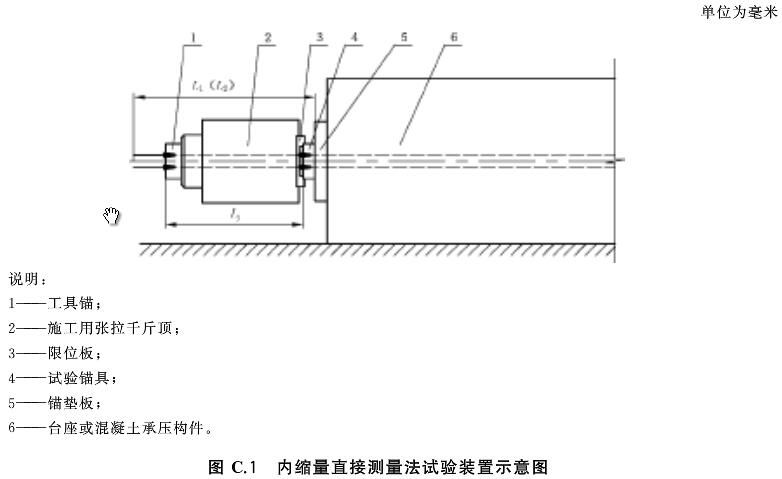 单位为毫米
1 2 3 4 5 6
说明：
1——工具锚；
2——施工用张拉千斤顶；
3——限位板；
4——试验锚具；
5——锚垫板；
6——台座或混凝土承压构件。
图 C.1 内缩量直接测量法试验装置示意图